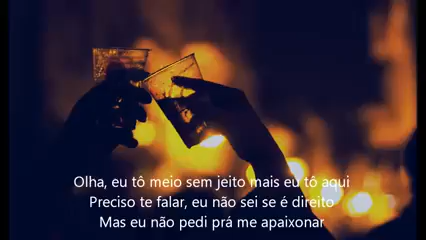 Olha, eu tô meio sem jeito mais eu tô aqui
Preciso te falar, eu não sei se é direito
Mas eu não pedi prá me apaixonar